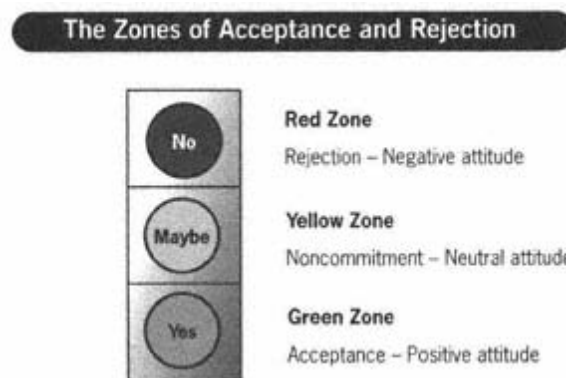 The Zones of Acceptance and Rejection
No
Red Zone
Rejection – Negative attitude
Maybe
Yellow Zone
Noncommitment – Neutral attitude
Yes
Green Zone
Acceptance – Positive attitude